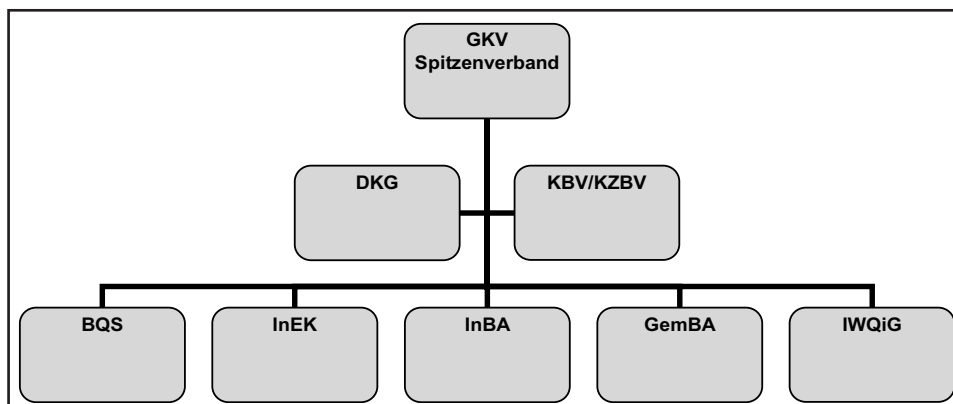 GKV
Spitzenverband
DKG
KBV/KZBV
BQS
InEK
InBA
GemBA
IWQiG